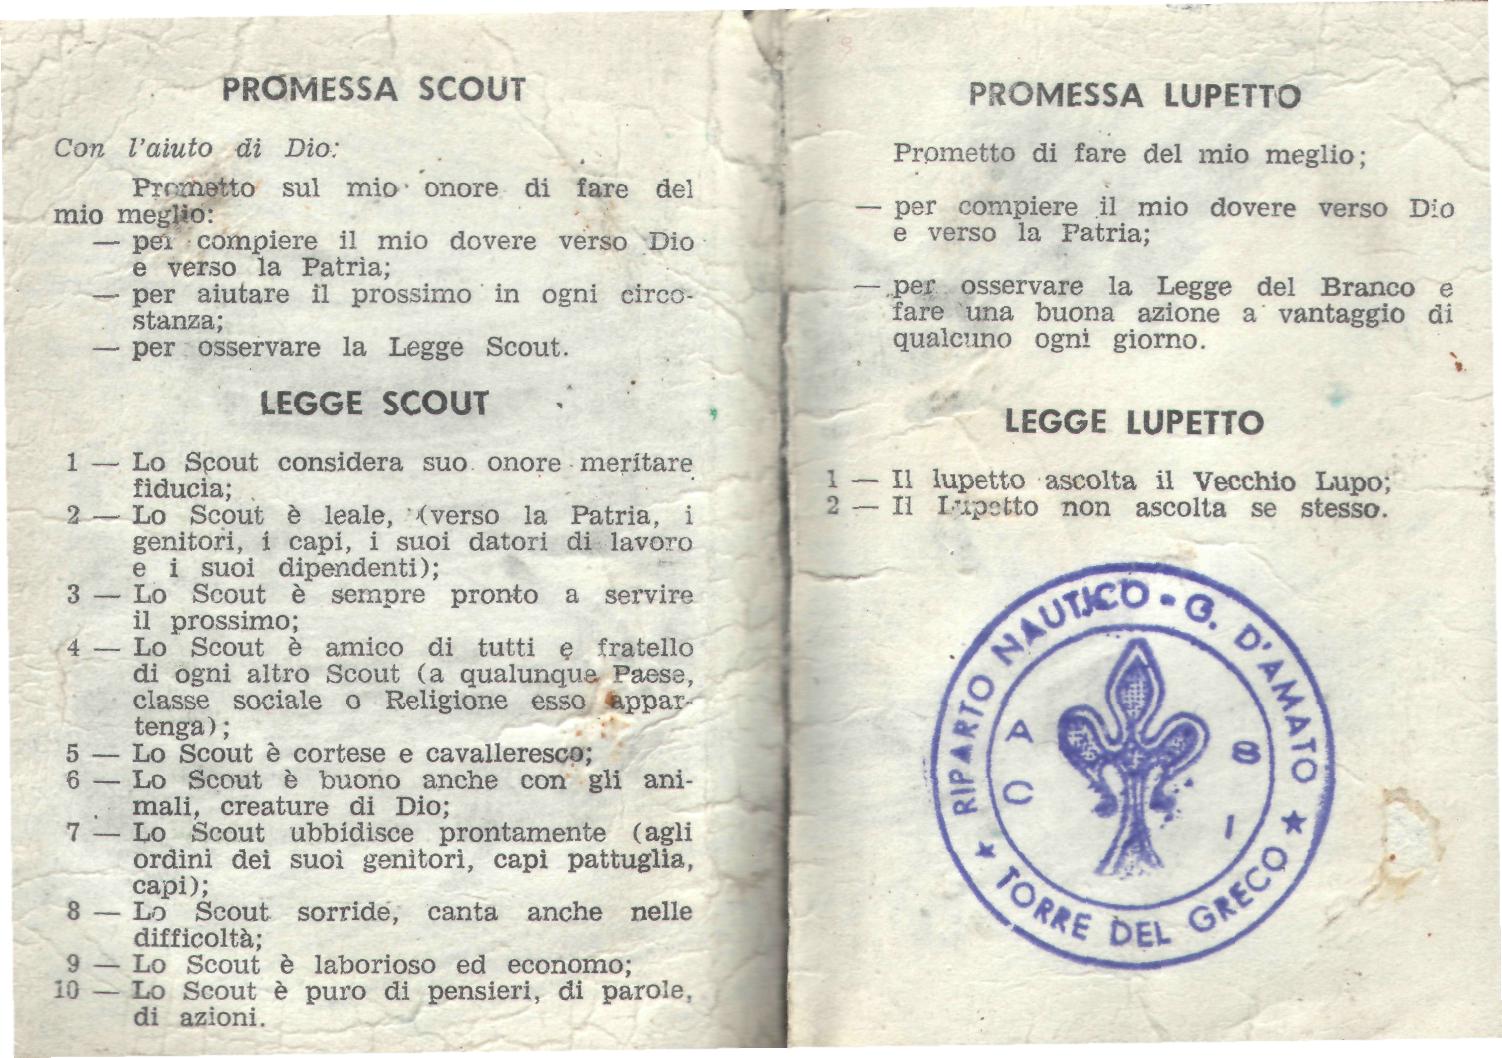 PROMESSA SCOUT
Con l'aiuto di Dio:
Prometto sul mio onore di fare del
mio meglio:
— per compiere il mio dovere verso Dio
e verso la Patria;
— per aiutare il prossimo in ogni circo-
stanza;
— per osservare la Legge Scout.
LEGGE SCOUT
1 — Lo Scout considera suo onore meritare
fiducia;
2 — Lo Scout è leale, (verso la Patria, i
genitori, i capi, i suoi datori di lavoro
e i suoi dipendenti);
3 — Lo Scout è sempre pronto a servire
il prossimo;
4 — Lo Scout è amico di tutti e fratello
di ogni altro Scout (a qualunque Paese,
classe sociale o Religione esso appar-
tenga);
5 — Lo Scout è cortese e cavalleresco;
6 — Lo Scout è buono anche con gli ani-
mali, creature di Dio;
7 — Lo Scout ubbidisce prontamente (agli
ordini dei suoi genitori, capi pattuglia,
capi);
8 — Lo Scout sorride, canta anche nelle
difficoltà;
9 — Lo Scout è laborioso ed economo;
10 — Lo Scout è puro di pensieri, di parole,
di azioni.
PROMESSA LUPETTO
Prometto di fare del mio meglio;
— per compiere il mio dovere verso Dio
e verso la Patria;
— per osservare la Legge del Branco e
fare una buona azione a vantaggio di
qualcuno ogni giorno.
LEGGE LUPETTO
1 — Il lupetto ascolta il Vecchio Lupo;
2 — Il Lupetto non ascolta se stesso.
RIPARTO NAUTICO - G. D'AMATO
★ TORRE DEL GRECO ★
A 8
C I